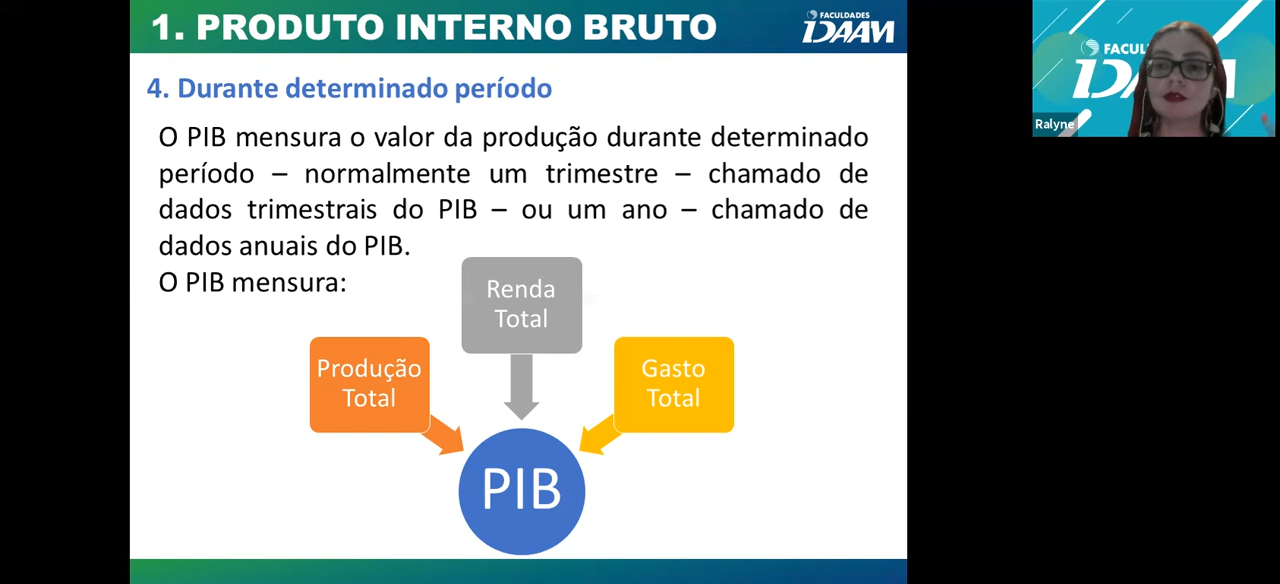 1. PRODUTO INTERNO BRUTO
FACULDADES
IDAAM
4. Durante determinado período
O PIB mensura o valor da produção durante determinado
período – normalmente um trimestre – chamado de
dados trimestrais do PIB – ou um ano – chamado de
dados anuais do PIB.
O PIB mensura:
Renda
Total
Produção
Total
Gasto
Total
PIB
FACUL
Ralyne